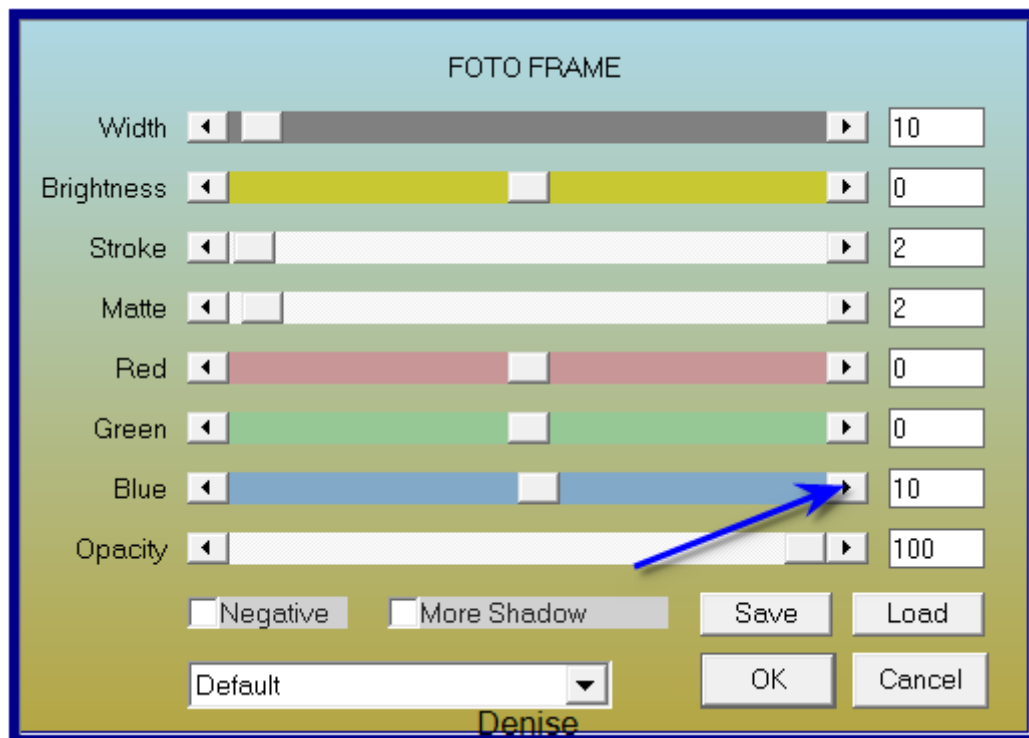 FOTO FRAME
Width 10
Brightness 0
Stroke 2
Matte 2
Red 0
Green 0
Blue 10
Opacity 100
Negative More Shadow Save Load
Default OK Cancel
Denise